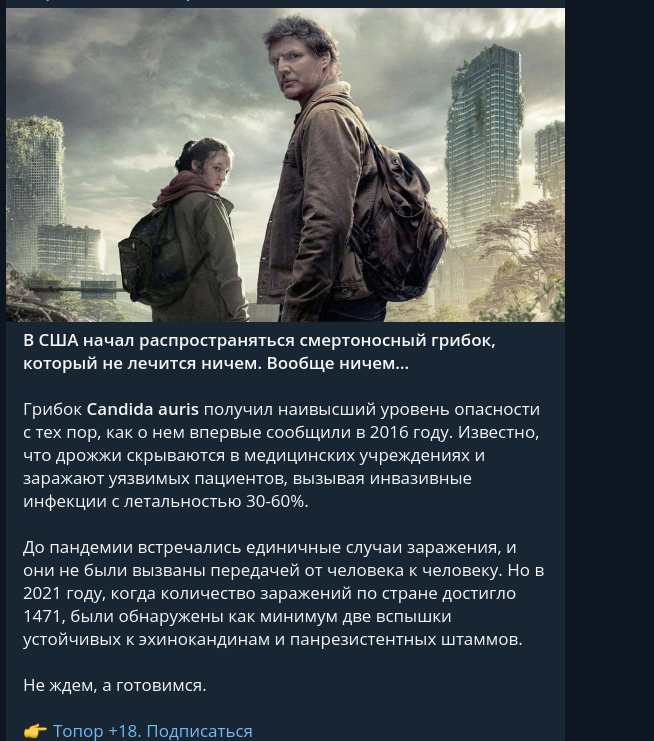 В США начал распространяться смертоносный грибок,
который не лечится ничем. Вообще ничем...
Грибок Candida auris получил наивысший уровень опасности
с тех пор, как о нем впервые сообщили в 2016 году. Известно,
что дрожжи скрываются в медицинских учреждениях и
заражают уязвимых пациентов, вызывая инвазивные
инфекции с летальностью 30-60%.
До пандемии встречались единичные случаи заражения, и
они не были вызваны передачей от человека к человеку. Но в
2021 году, когда количество заражений по стране достигло
1471, были обнаружены как минимум две вспышки
устойчивых к эхинокандинам и панрезистентных штаммов.
Не ждем, а готовимся.
👉 Топор +18. Подписаться